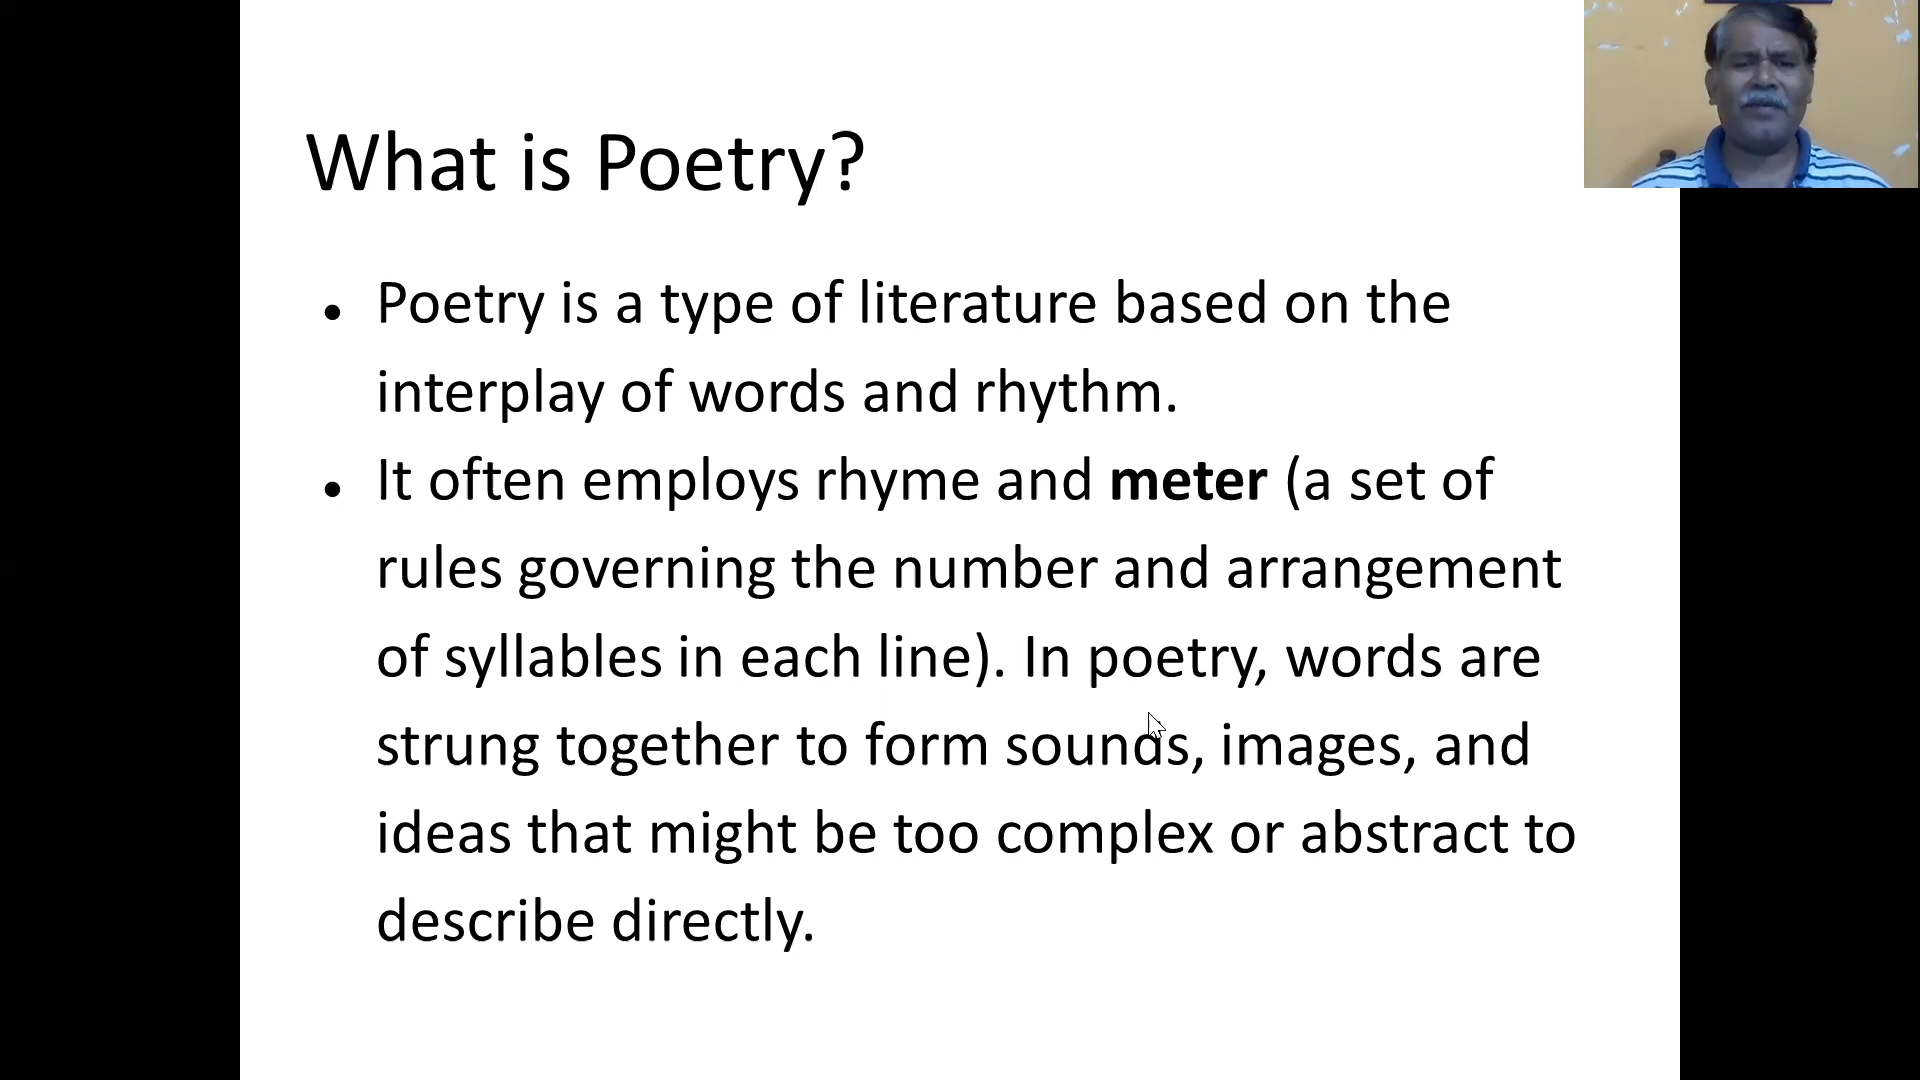 What is Poetry?
• Poetry is a type of literature based on the
interplay of words and rhythm.
• It often employs rhyme and meter (a set of
rules governing the number and arrangement
of syllables in each line). In poetry, words are
strung together to form sounds, images, and
ideas that might be too complex or abstract to
describe directly.